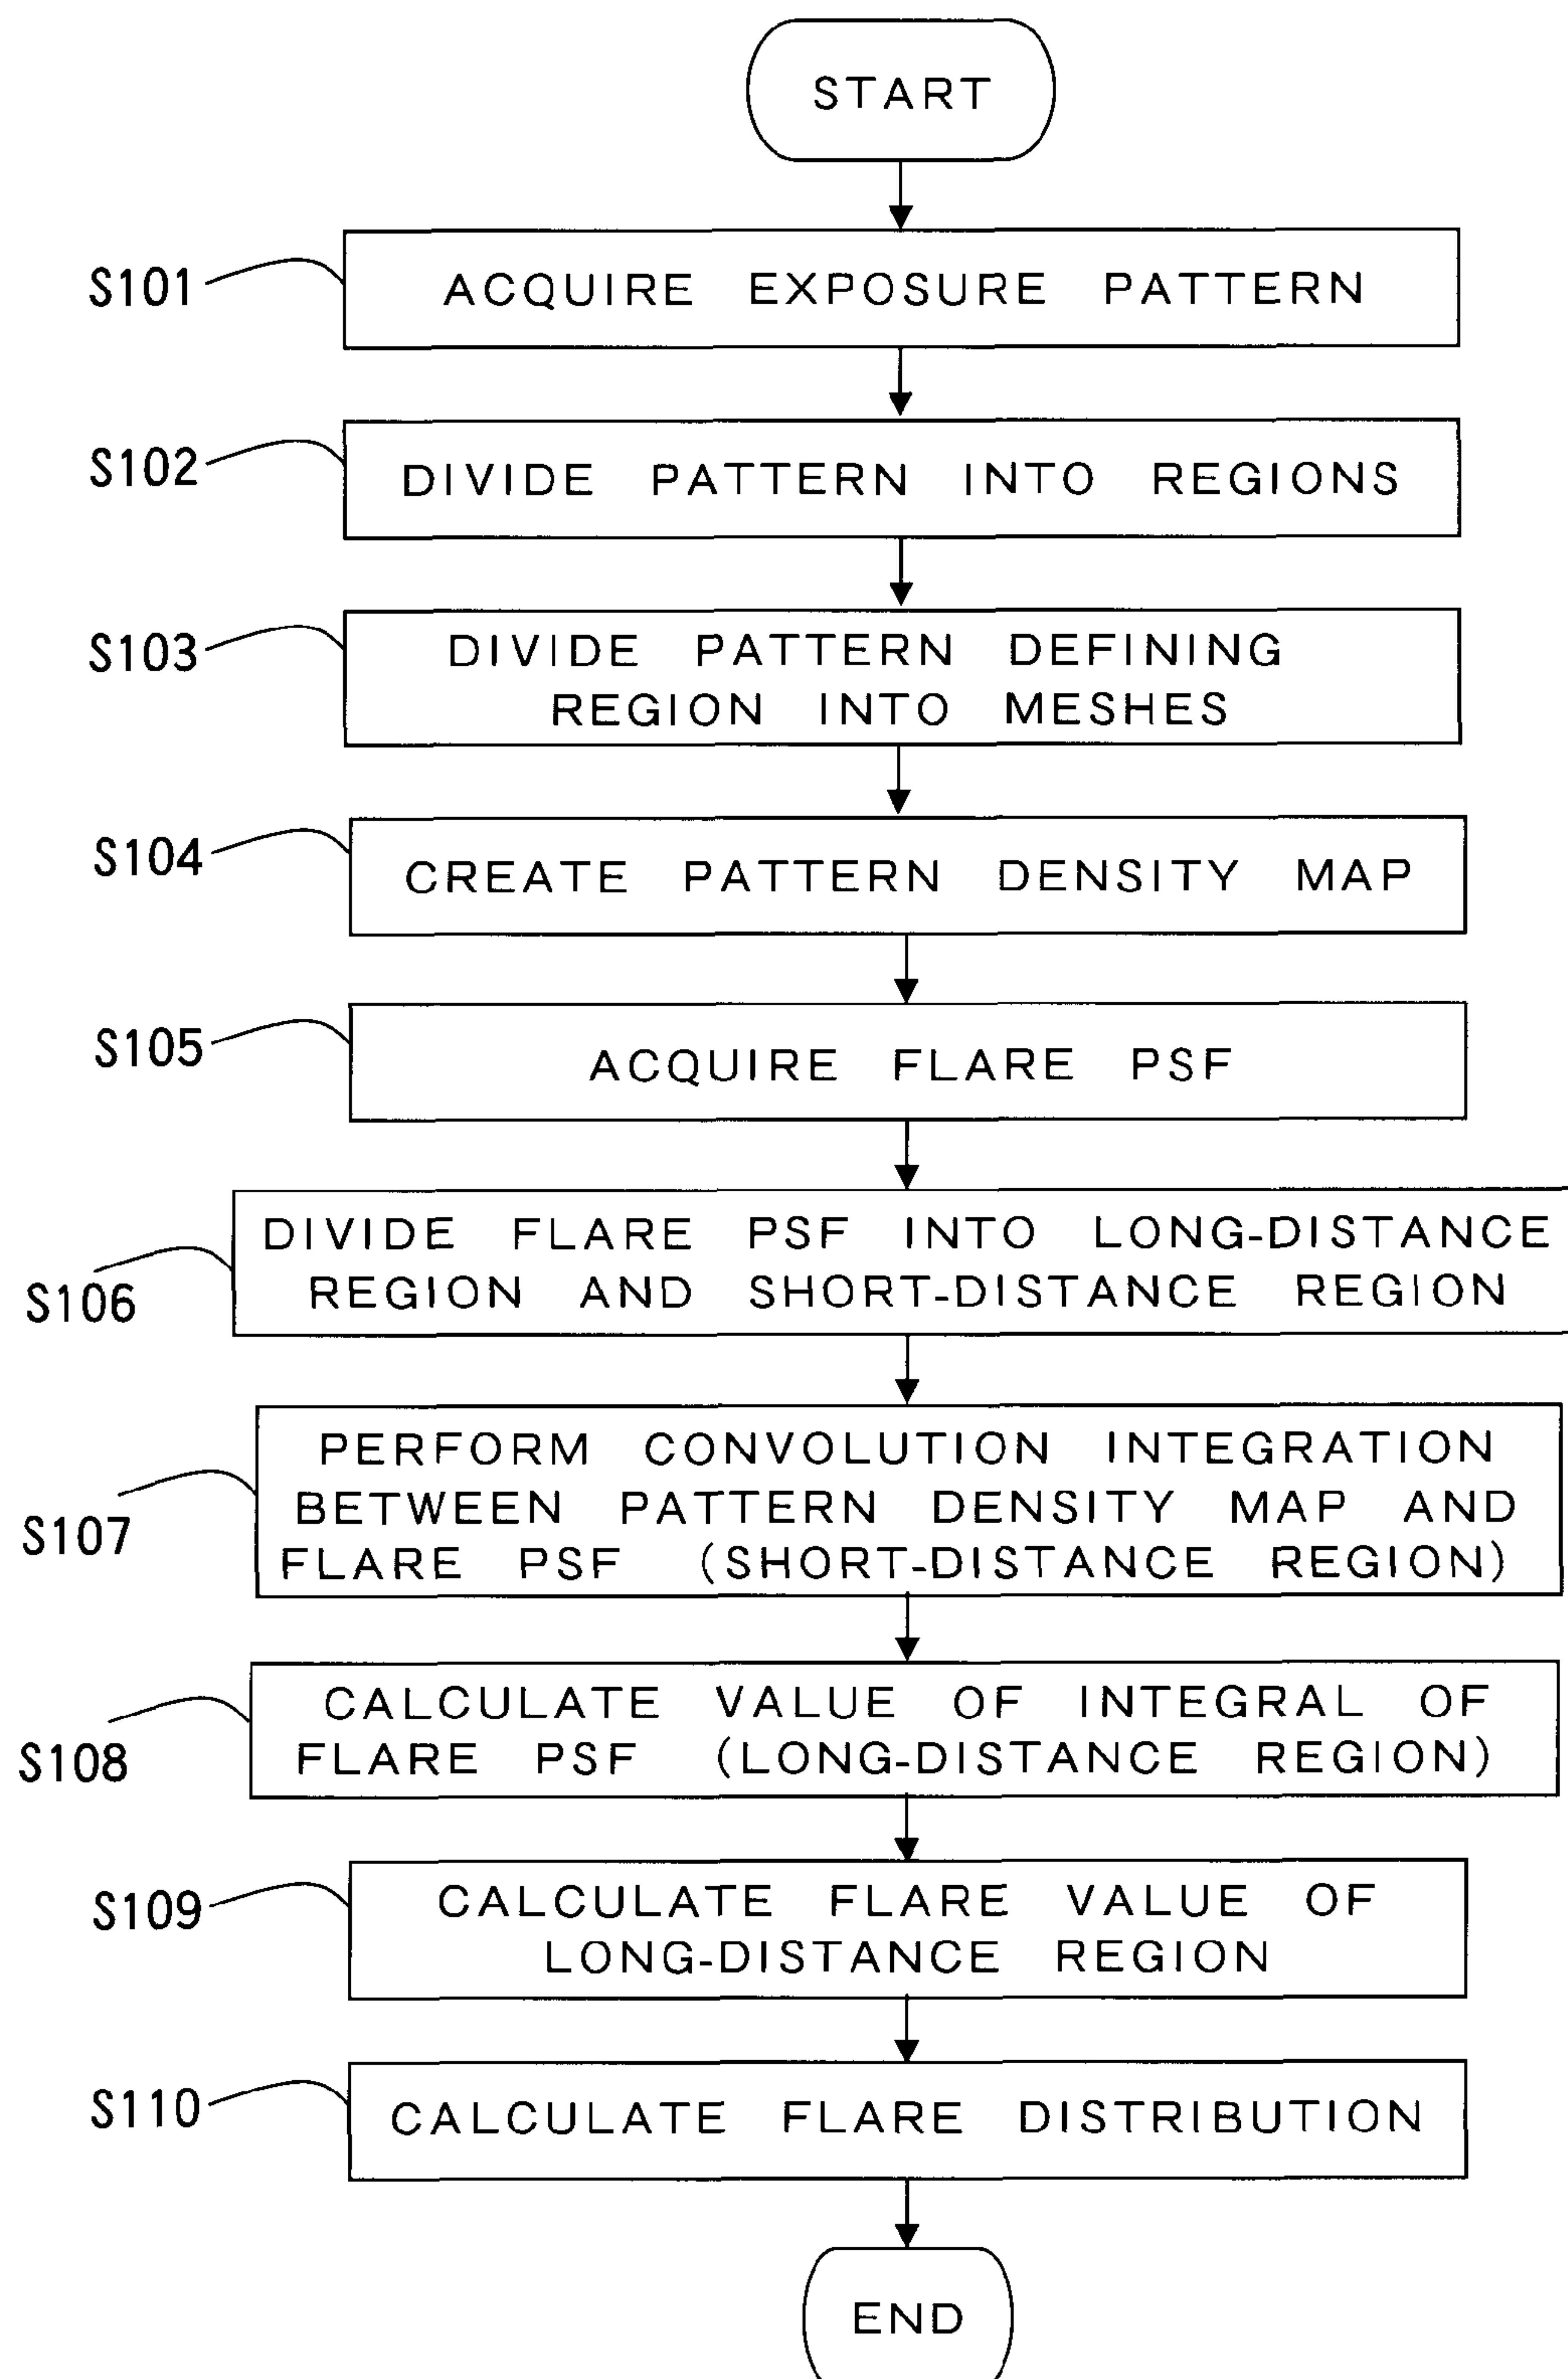 START
S101
ACQUIRE EXPOSURE PATTERN
S102
DIVIDE PATTERN INTO REGIONS
S103
DIVIDE PATTERN DEFINING
REGION INTO MESHES
S104
CREATE PATTERN DENSITY MAP
S105
ACQUIRE FLARE PSF
S106
DIVIDE FLARE PSF INTO LONG-DISTANCE
REGION AND SHORT-DISTANCE REGION
S107
PERFORM CONVOLUTION INTEGRATION
BETWEEN PATTERN DENSITY MAP AND
FLARE PSF (SHORT-DISTANCE REGION)
S108
CALCULATE VALUE OF INTEGRAL OF
FLARE PSF (LONG-DISTANCE REGION)
S109
CALCULATE FLARE VALUE OF
LONG-DISTANCE REGION
S110
CALCULATE FLARE DISTRIBUTION
END